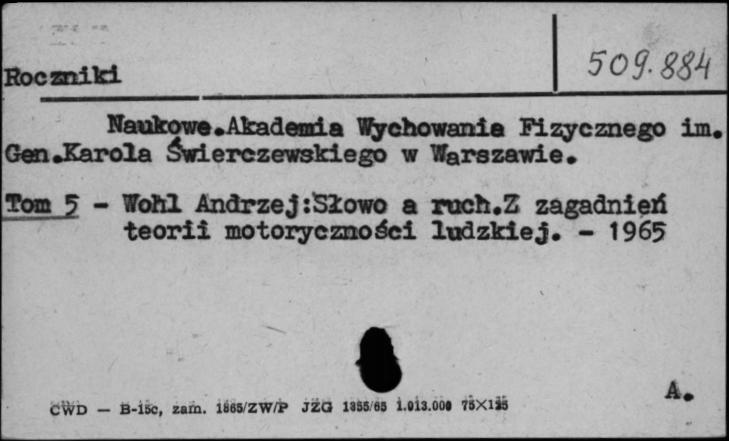 509.884
Roczniki
Naukowe.Akademia Wychowania Fizycznego im.
Gen.Karola Świerczewskiego w Warszawie.
Tom 5 - Wohl Andrzej:Słowo a ruch.Z zagadnień
teorii motoryczności ludzkiej. - 1965
A.
CWD — B-15c, zam. 1865/ZW/P JZG 1355/65 1.013.000 75X125